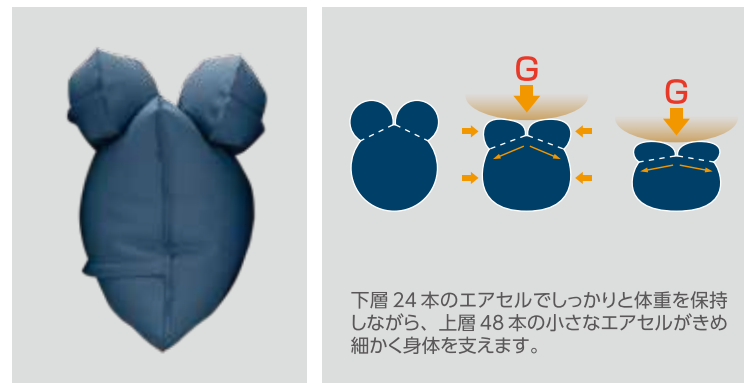 G
G
下層 24 本のエアセルでしっかりと体重を保持
しながら、上層 48 本の小さなエアセルがきめ
細かく身体を支えます。